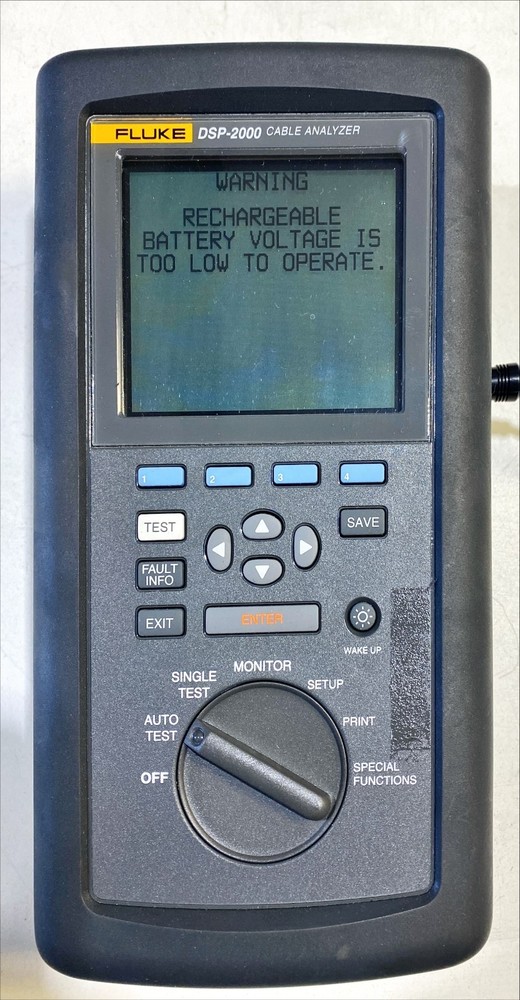 FLUKE DSP-2000 CABLE ANALYZER
WARNING
RECHARGEABLE
BATTERY VOLTAGE IS
TOO LOW TO OPERATE.
1 2 3 4
TEST
SAVE
FAULT
INFO
EXIT
ENTER
WAKE UP
MONITOR
SINGLE
TEST
SETUP
AUTO
TEST
PRINT
OFF
SPECIAL
FUNCTIONS